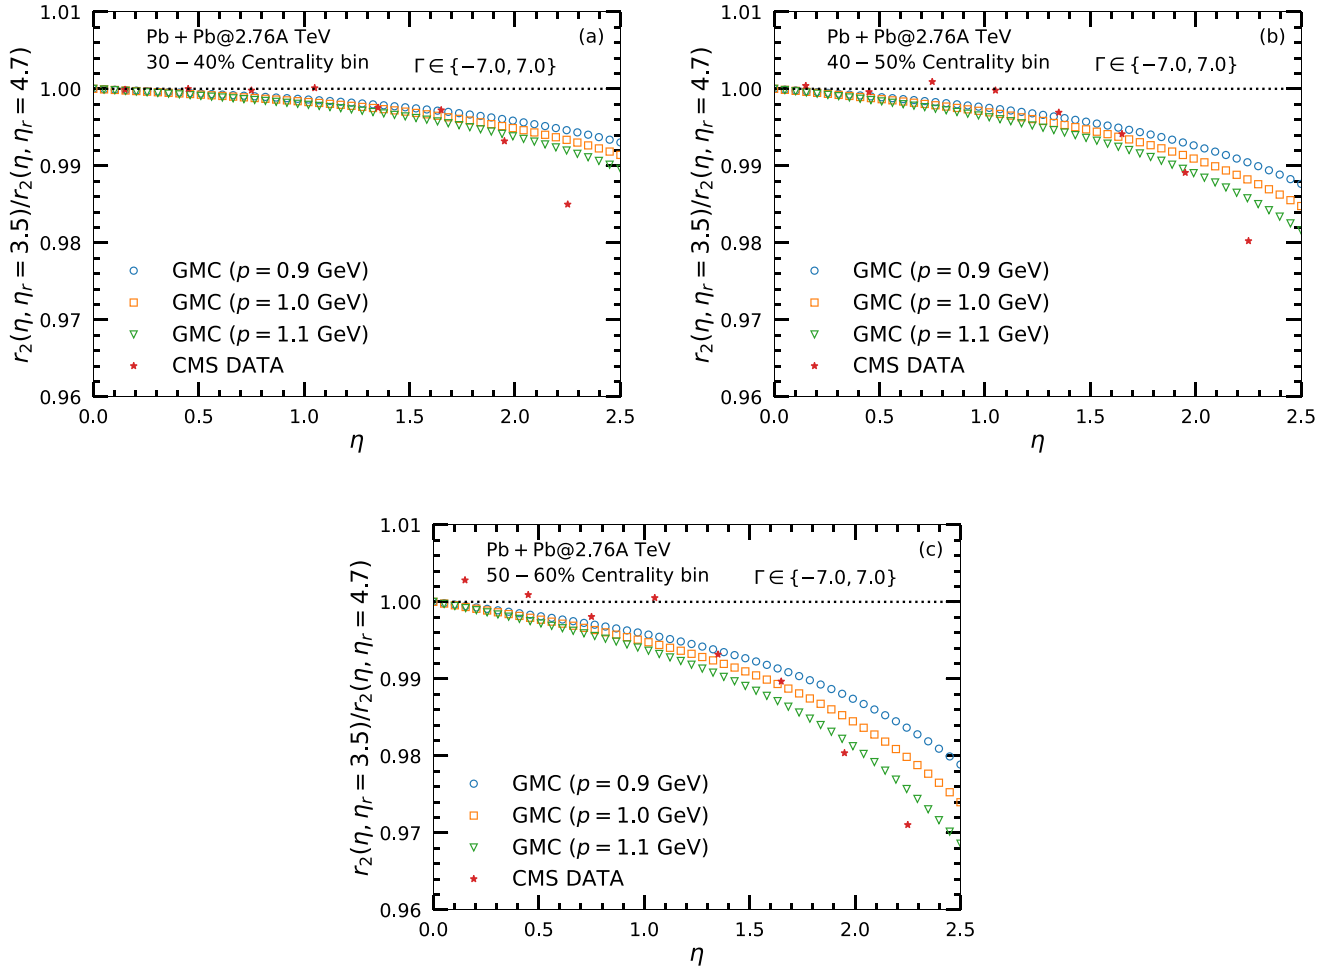 Pb + Pb@2.76A TeV
(a)
30 − 40% Centrality bin
Γ ∈ {−7.0, 7.0}
r₂(η, ηᵣ = 3.5)/r₂(η, ηᵣ = 4.7)
1.01
1.00
0.99
0.98
0.97
0.96
GMC (p = 0.9 GeV)
GMC (p = 1.0 GeV)
GMC (p = 1.1 GeV)
CMS DATA
0.0 0.5 1.0 1.5 2.0 2.5
η
Pb + Pb@2.76A TeV
(b)
40 − 50% Centrality bin
Γ ∈ {−7.0, 7.0}
r₂(η, ηᵣ = 3.5)/r₂(η, ηᵣ = 4.7)
1.01
1.00
0.99
0.98
0.97
0.96
GMC (p = 0.9 GeV)
GMC (p = 1.0 GeV)
GMC (p = 1.1 GeV)
CMS DATA
0.0 0.5 1.0 1.5 2.0 2.5
η
Pb + Pb@2.76A TeV
(c)
50 − 60% Centrality bin
Γ ∈ {−7.0, 7.0}
r₂(η, ηᵣ = 3.5)/r₂(η, ηᵣ = 4.7)
1.01
1.00
0.99
0.98
0.97
0.96
GMC (p = 0.9 GeV)
GMC (p = 1.0 GeV)
GMC (p = 1.1 GeV)
CMS DATA
0.0 0.5 1.0 1.5 2.0 2.5
η